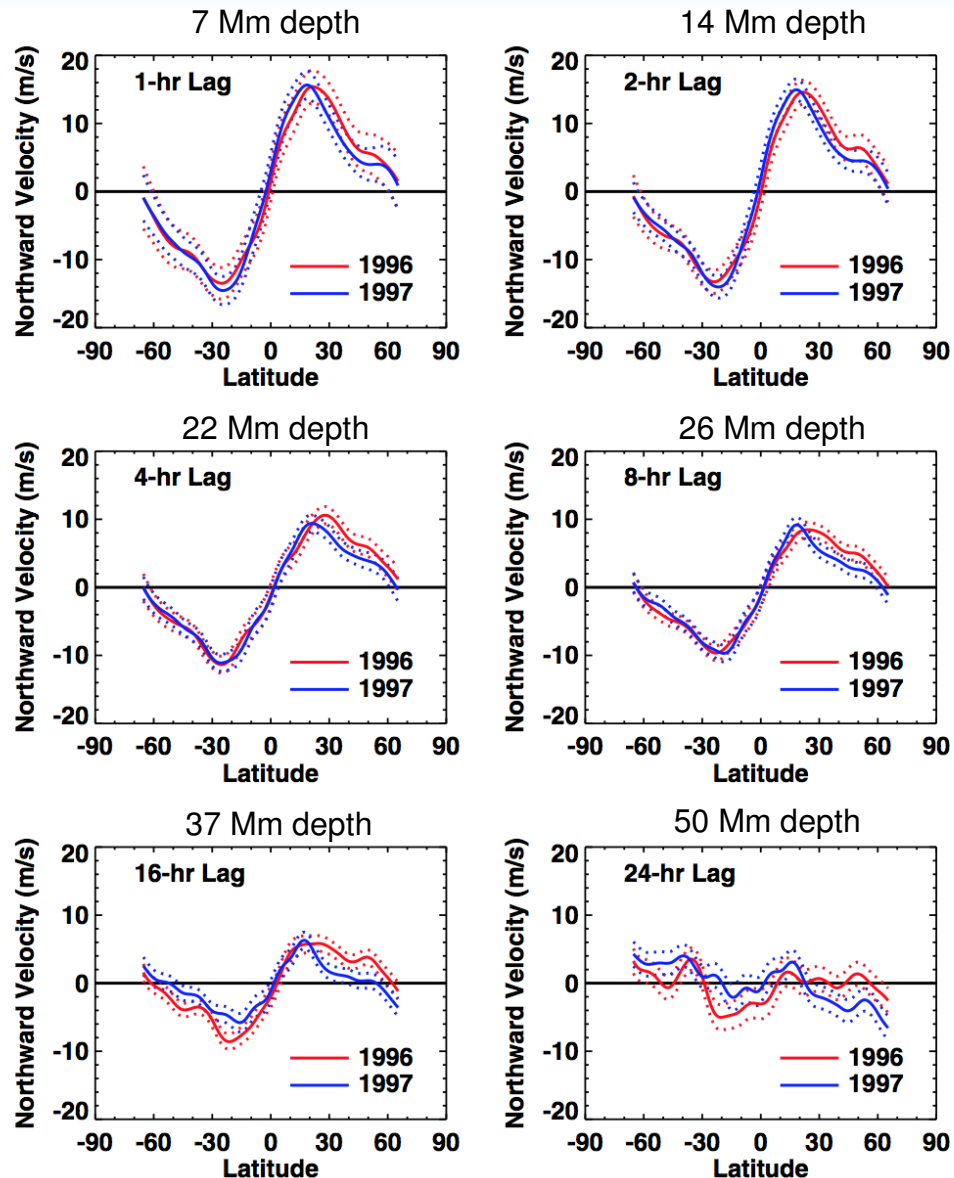 7 Mm depth
14 Mm depth
Northward Velocity (m/s)
20
10
0
-10
-20
1-hr Lag
1996
1997
-90 -60 -30 0 30 60 90
Latitude
Northward Velocity (m/s)
20
10
0
-10
-20
2-hr Lag
1996
1997
-90 -60 -30 0 30 60 90
Latitude
22 Mm depth
26 Mm depth
Northward Velocity (m/s)
20
10
0
-10
-20
4-hr Lag
1996
1997
-90 -60 -30 0 30 60 90
Latitude
Northward Velocity (m/s)
20
10
0
-10
-20
8-hr Lag
1996
1997
-90 -60 -30 0 30 60 90
Latitude
37 Mm depth
50 Mm depth
Northward Velocity (m/s)
20
10
0
-10
-20
16-hr Lag
1996
1997
-90 -60 -30 0 30 60 90
Latitude
Northward Velocity (m/s)
20
10
0
-10
-20
24-hr Lag
1996
1997
-90 -60 -30 0 30 60 90
Latitude